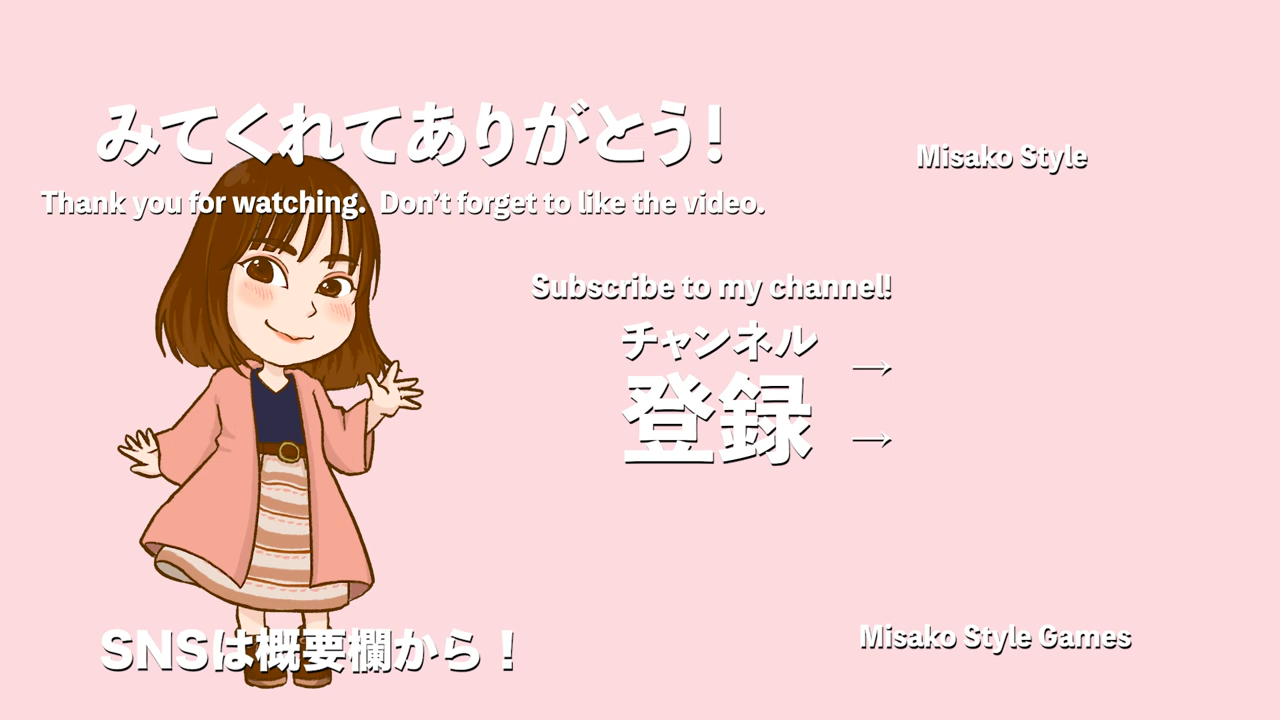 みてくれてありがとう!
Thank you for watching. Don't forget to like the video.
Misako Style
Subscribe to my channel!
チャンネル →
登録 →
SNSは概要欄から！
Misako Style Games